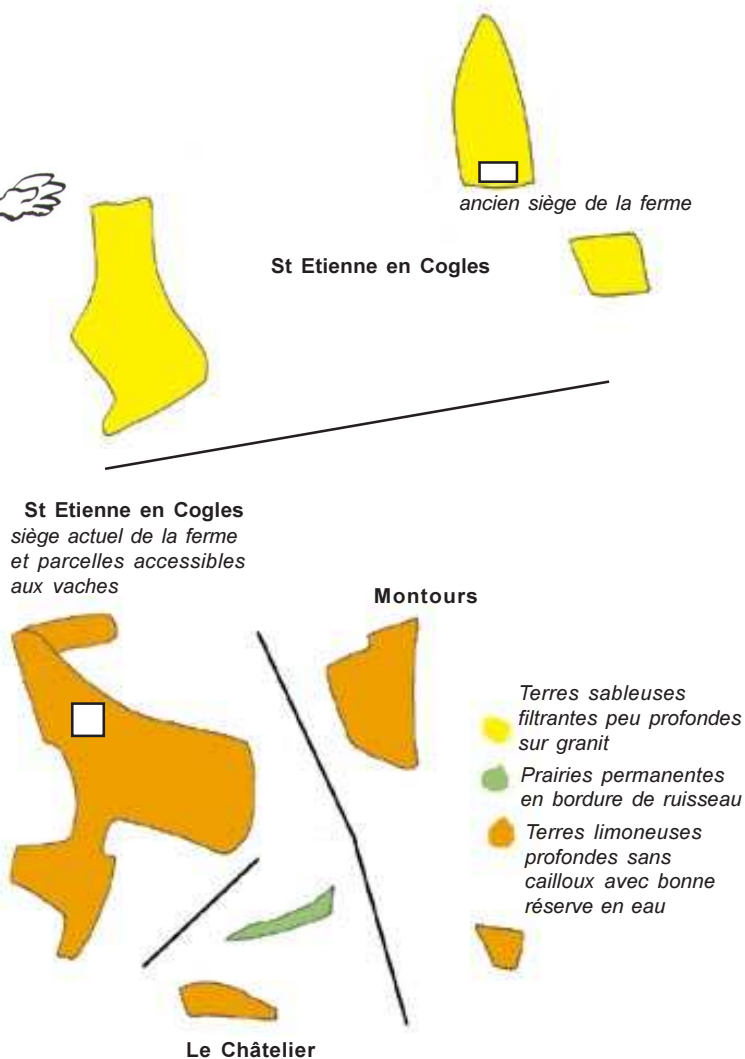 ancien siège de la ferme
St Etienne en Cogles
St Etienne en Cogles
siège actuel de la ferme
et parcelles accessibles
aux vaches
Montours
Terres sableuses
filtrantes peu profondes
sur granit
Prairies permanentes
en bordure de ruisseau
Terres limoneuses
profondes sans
cailloux avec bonne
réserve en eau
Le Châtelier